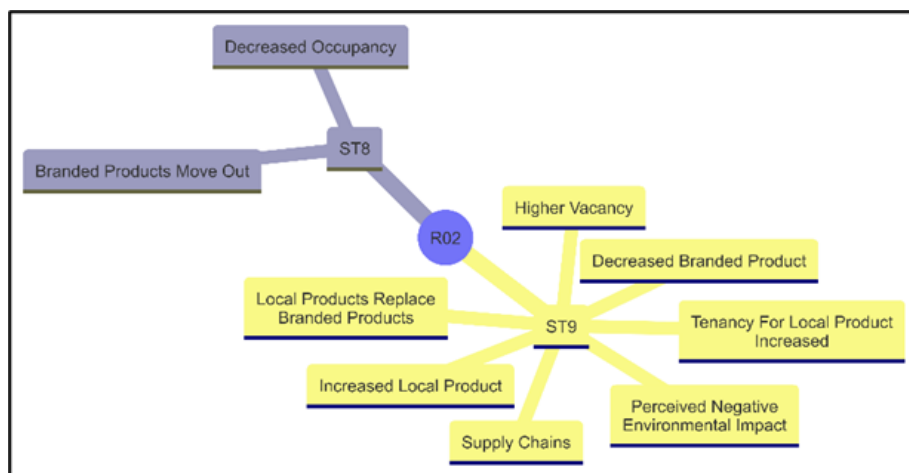 Decreased Occupancy
ST8
Branded Products Move Out
Higher Vacancy
R02
Decreased Branded Product
Local Products Replace
Branded Products
ST9
Tenancy For Local Product
Increased
Increased Local Product
Perceived Negative
Environmental Impact
Supply Chains